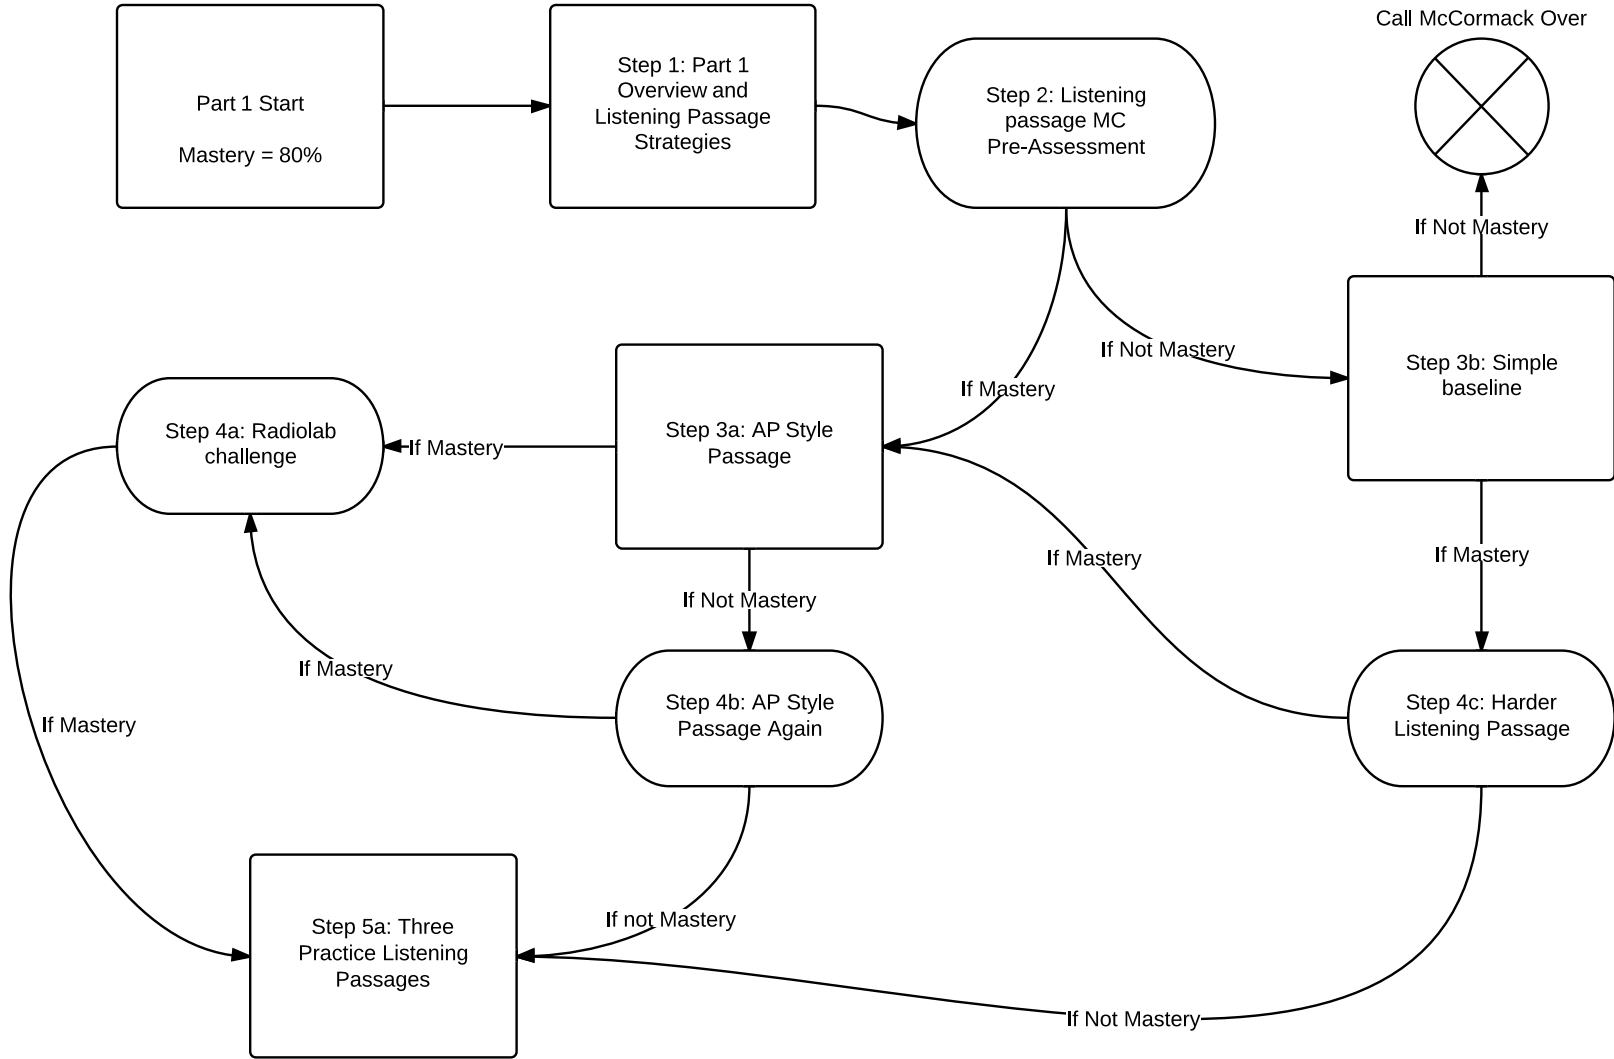 Call McCormack Over
Part 1 Start
Mastery = 80%
Step 1: Part 1
Overview and
Listening Passage
Strategies
Step 2: Listening
passage MC
Pre-Assessment
If Not Mastery
If Not Mastery
If Mastery
Step 3b: Simple
baseline
Step 4a: Radiolab
challenge
If Mastery
Step 3a: AP Style
Passage
If Mastery
If Mastery
If Not Mastery
If Mastery
Step 4b: AP Style
Passage Again
Step 4c: Harder
Listening Passage
If Mastery
If not Mastery
Step 5a: Three
Practice Listening
Passages
If Not Mastery